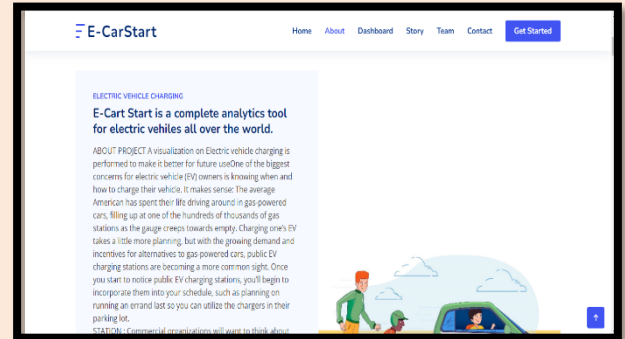 E-CarStart
Home About Dashboard Story Team Contact Get Started
ELECTRIC VEHICLE CHARGING
E-Cart Start is a complete analytics tool
for electric vehiles all over the world.
ABOUT PROJECT A visualization on Electric vehicle charging is
performed to make it better for future useOne of the biggest
concerns for electric vehicle (EV) owners is knowing when and
how to charge their vehicle. It makes sense: The average
American has spent their life driving around in gas-powered
cars, filling up at one of the hundreds of thousands of gas
stations as the gauge creeps towards empty. Charging one's EV
takes a little more planning, but with the growing demand and
incentives for alternatives to gas-powered cars, public EV
charging stations are becoming a more common sight. Once
you start to notice public EV charging stations, you'll begin to
incorporate them into your schedule, such as planning on
running an errand last so you can utilize the chargers in their
parking lot.
STATION : Commercial organizations will want to think about